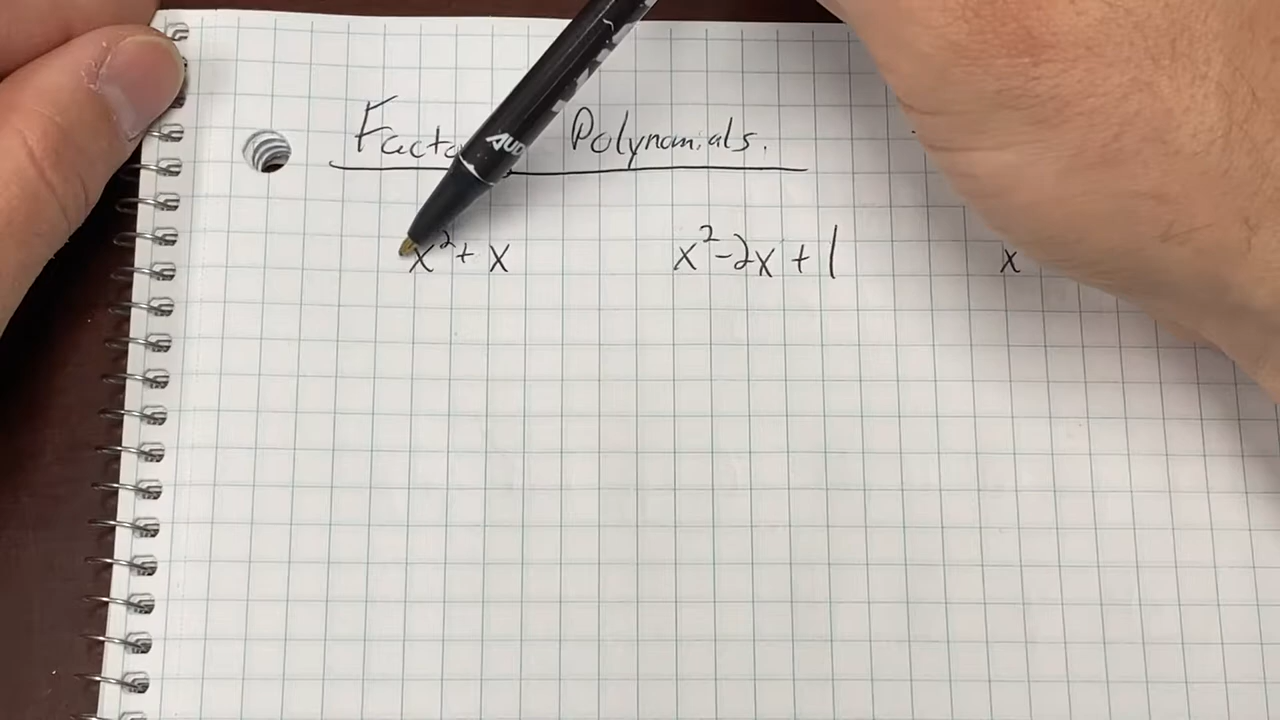 Polynomials.
x²+ x x²-2x + 1 x